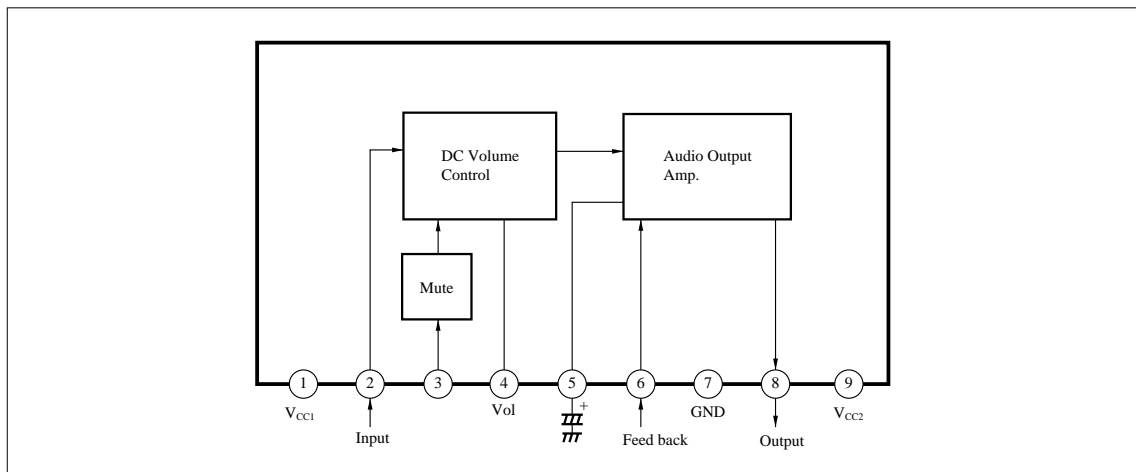 DC Volume
Control
Audio Output
Amp.
Mute
1
2
3
4
5
6
7
8
9
VCC1
Input
Vol
+
Feed back
GND
Output
VCC2